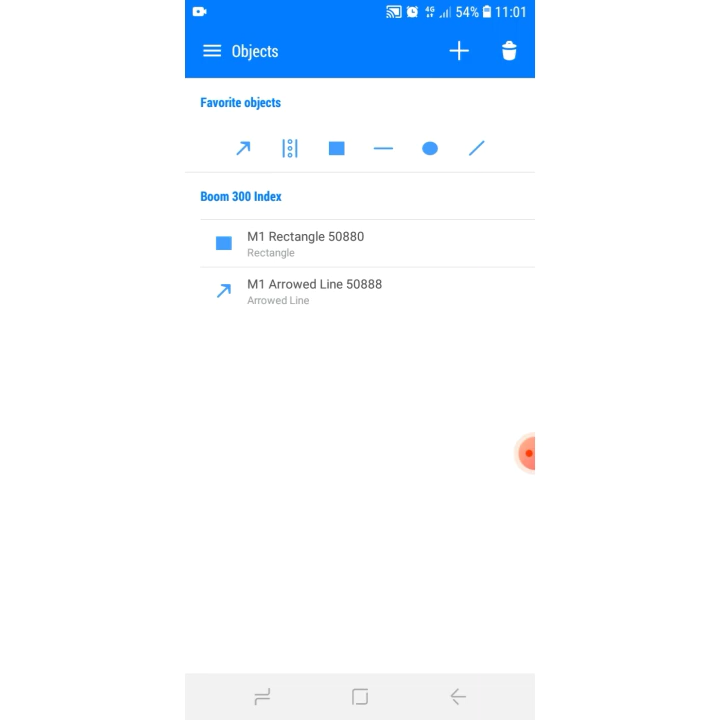 4G 54% 11:01
Objects
Favorite objects
Boom 300 Index
M1 Rectangle 50880
Rectangle
M1 Arrowed Line 50888
Arrowed Line